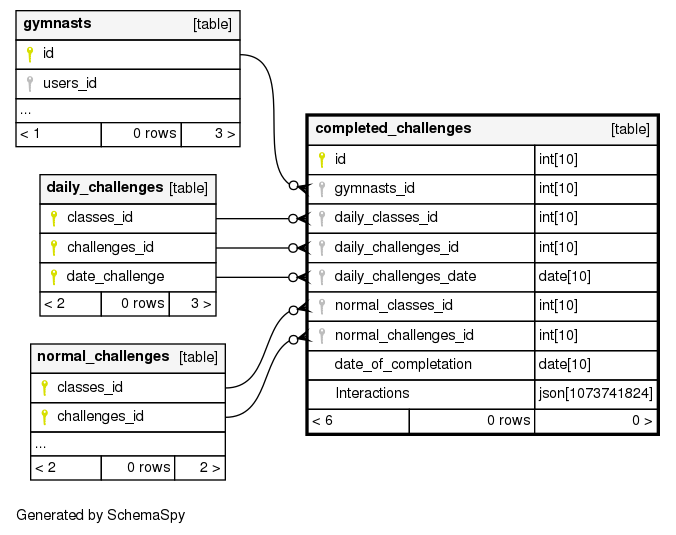 gymnasts [table]
id
users_id
...
< 1 0 rows 3 >
daily_challenges [table]
classes_id
challenges_id
date_challenge
< 2 0 rows 3 >
normal_challenges [table]
classes_id
challenges_id
...
< 2 0 rows 2 >
completed_challenges [table]
id int[10]
gymnasts_id int[10]
daily_classes_id int[10]
daily_challenges_id int[10]
daily_challenges_date date[10]
normal_classes_id int[10]
normal_challenges_id int[10]
date_of_completation date[10]
Interactions json[1073741824]
< 6 0 rows 0 >
Generated by SchemaSpy